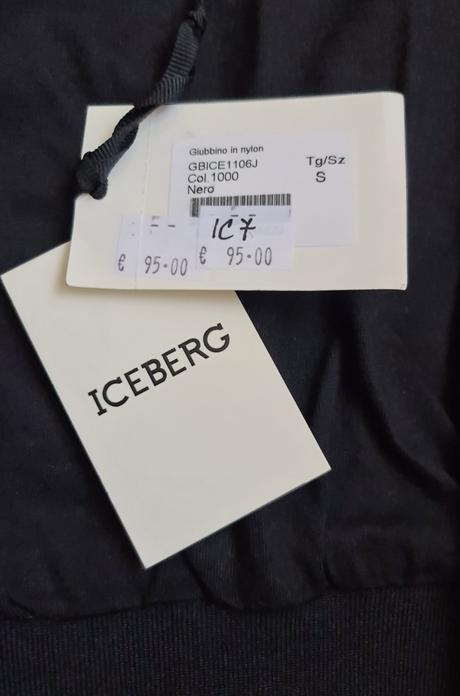 Giubbino in nylon
GBICE1106J
Col.1000
Nero
Tg/Sz
S
IC7
€ 95.00
€ 95.00
ICEBERG